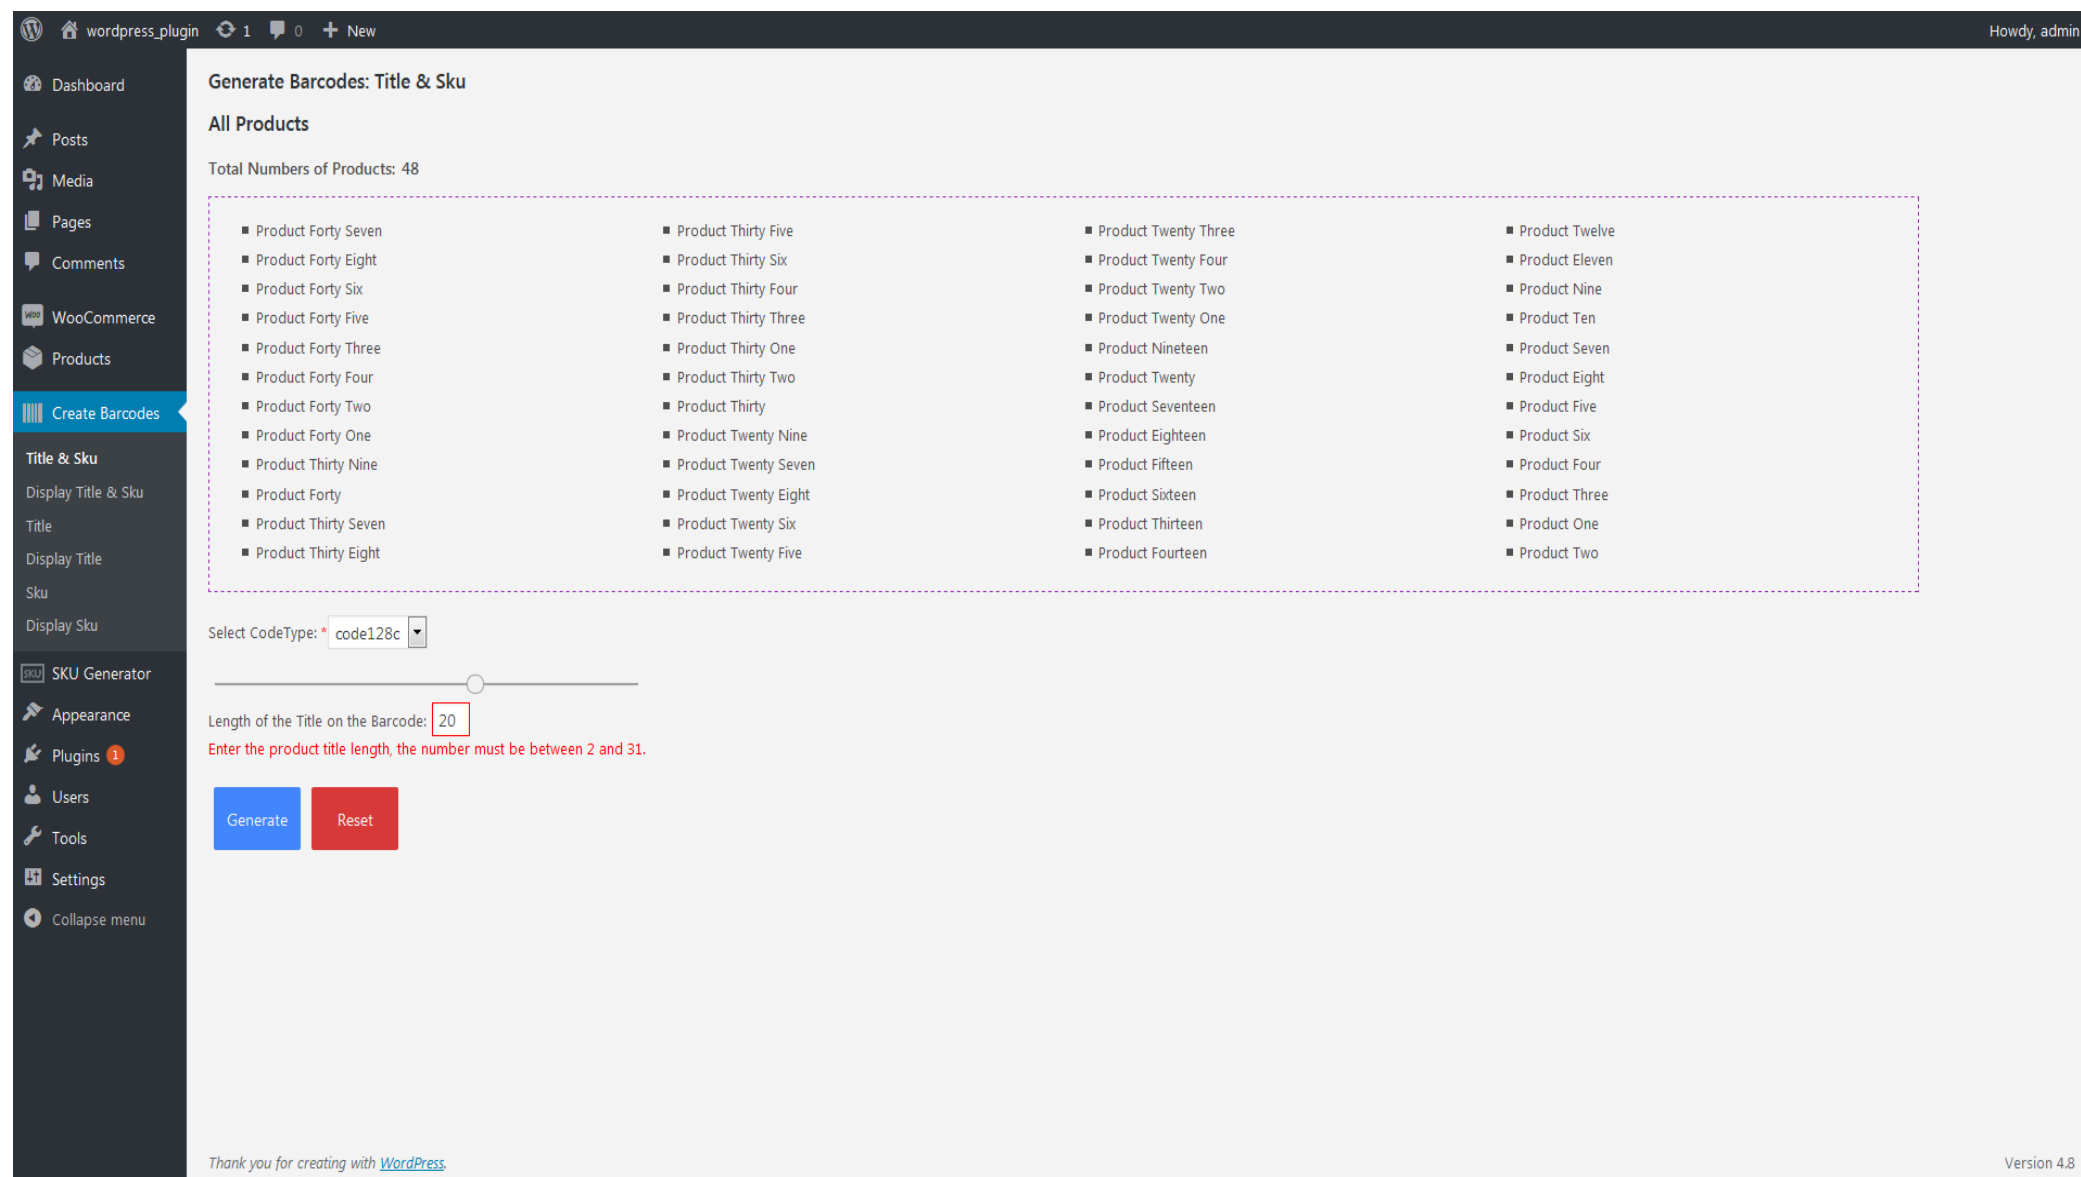 wordpress_plugin 1 0 + New Howdy, admin
Dashboard
Posts
Media
Pages
Comments
WooCommerce
Products
Create Barcodes
Title & Sku
Display Title & Sku
Title
Display Title
Sku
Display Sku
SKU SKU Generator
Appearance
Plugins 1
Users
Tools
Settings
Collapse menu
Generate Barcodes: Title & Sku
All Products
Total Numbers of Products: 48
Product Forty Seven
Product Forty Eight
Product Forty Six
Product Forty Five
Product Forty Three
Product Forty Four
Product Forty Two
Product Forty One
Product Thirty Nine
Product Forty
Product Thirty Seven
Product Thirty Eight
Product Thirty Five
Product Thirty Six
Product Thirty Four
Product Thirty Three
Product Thirty One
Product Thirty Two
Product Thirty
Product Twenty Nine
Product Twenty Seven
Product Twenty Eight
Product Twenty Six
Product Twenty Five
Product Twenty Three
Product Twenty Four
Product Twenty Two
Product Twenty One
Product Nineteen
Product Twenty
Product Seventeen
Product Eighteen
Product Fifteen
Product Sixteen
Product Thirteen
Product Fourteen
Product Twelve
Product Eleven
Product Nine
Product Ten
Product Seven
Product Eight
Product Five
Product Six
Product Four
Product Three
Product One
Product Two
Select CodeType: * code128c
Length of the Title on the Barcode: 20
Enter the product title length, the number must be between 2 and 31.
Generate Reset
Thank you for creating with WordPress. Version 4.8